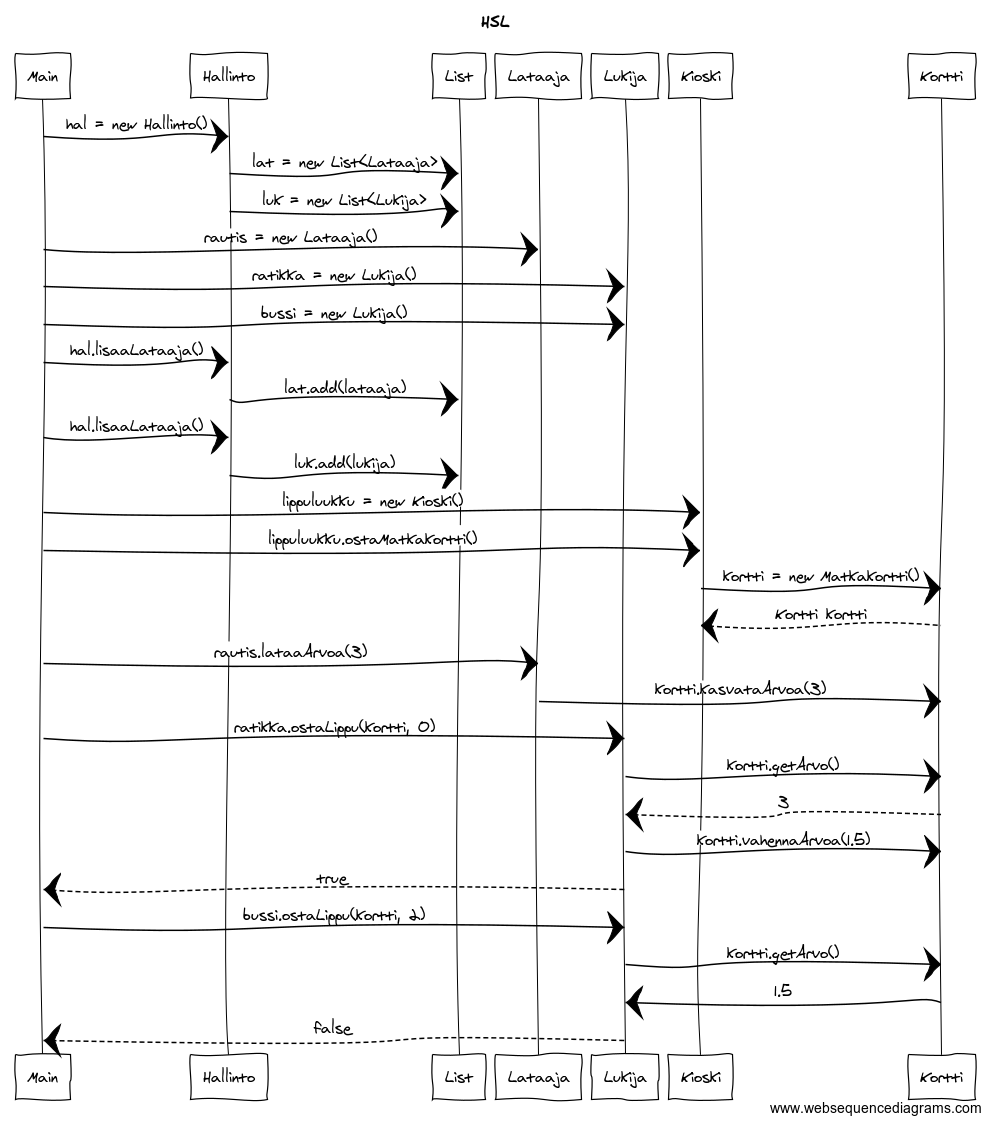 HSL
Main Hallinto List Lataaja Lukija Kioski Kortti
hal = new Hallinto()
lat = new List<Lataaja>
luk = new List<Lukija>
rautis = new Lataaja()
ratikka = new Lukija()
bussi = new Lukija()
hal.lisaaLataaja()
lat.add(lataaja)
hal.lisaaLataaja()
luk.add(lukija)
lippuluukku = new Kioski()
lippuluukku.ostaMatkakortti()
kortti = new Matkakortti()
Kortti kortti
rautis.lataaArvoa(3)
kortti.kasvataArvoa(3)
ratikka.ostaLippu(kortti, 0)
kortti.getArvo()
3
kortti.vahennaArvoa(1.5)
true
bussi.ostaLippu(kortti, 2)
kortti.getArvo()
1.5
false
Main Hallinto List Lataaja Lukija Kioski Kortti
www.websequencediagrams.com